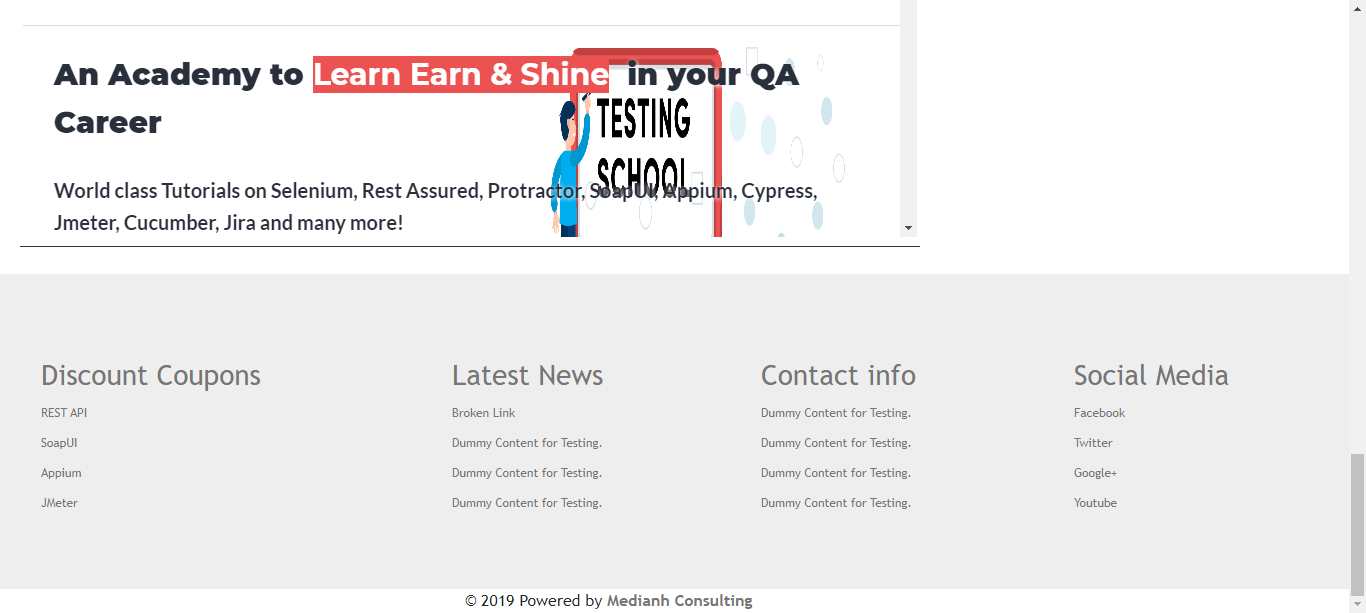 An Academy to Learn Earn & Shine in your QA
Career
TESTING
SCHOOL
World class Tutorials on Selenium, Rest Assured, Protractor, SoapUI, Appium, Cypress,
Jmeter, Cucumber, Jira and many more!
Discount Coupons
REST API
SoapUI
Appium
JMeter
Latest News
Broken Link
Dummy Content for Testing.
Dummy Content for Testing.
Dummy Content for Testing.
Contact info
Dummy Content for Testing.
Dummy Content for Testing.
Dummy Content for Testing.
Dummy Content for Testing.
Social Media
Facebook
Twitter
Google+
Youtube
© 2019 Powered by Medianh Consulting